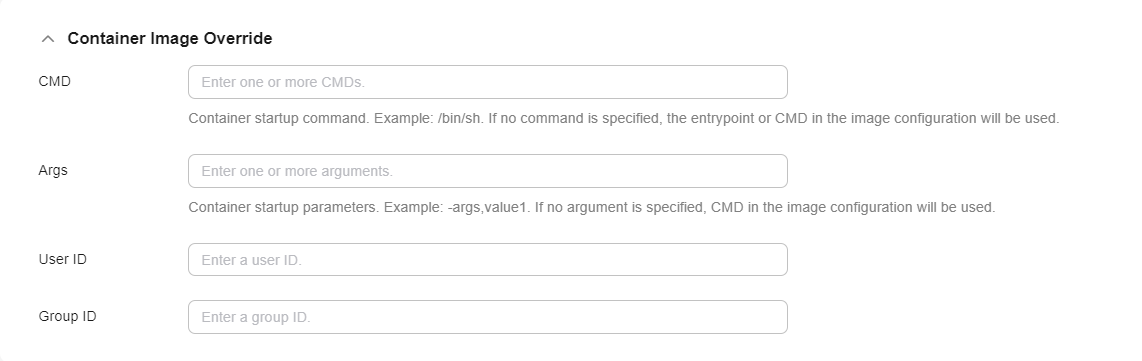 Container Image Override
CMD
Enter one or more CMDs.
Container startup command. Example: /bin/sh. If no command is specified, the entrypoint or CMD in the image configuration will be used.
Args
Enter one or more arguments.
Container startup parameters. Example: -args,value1. If no argument is specified, CMD in the image configuration will be used.
User ID
Enter a user ID.
Group ID
Enter a group ID.